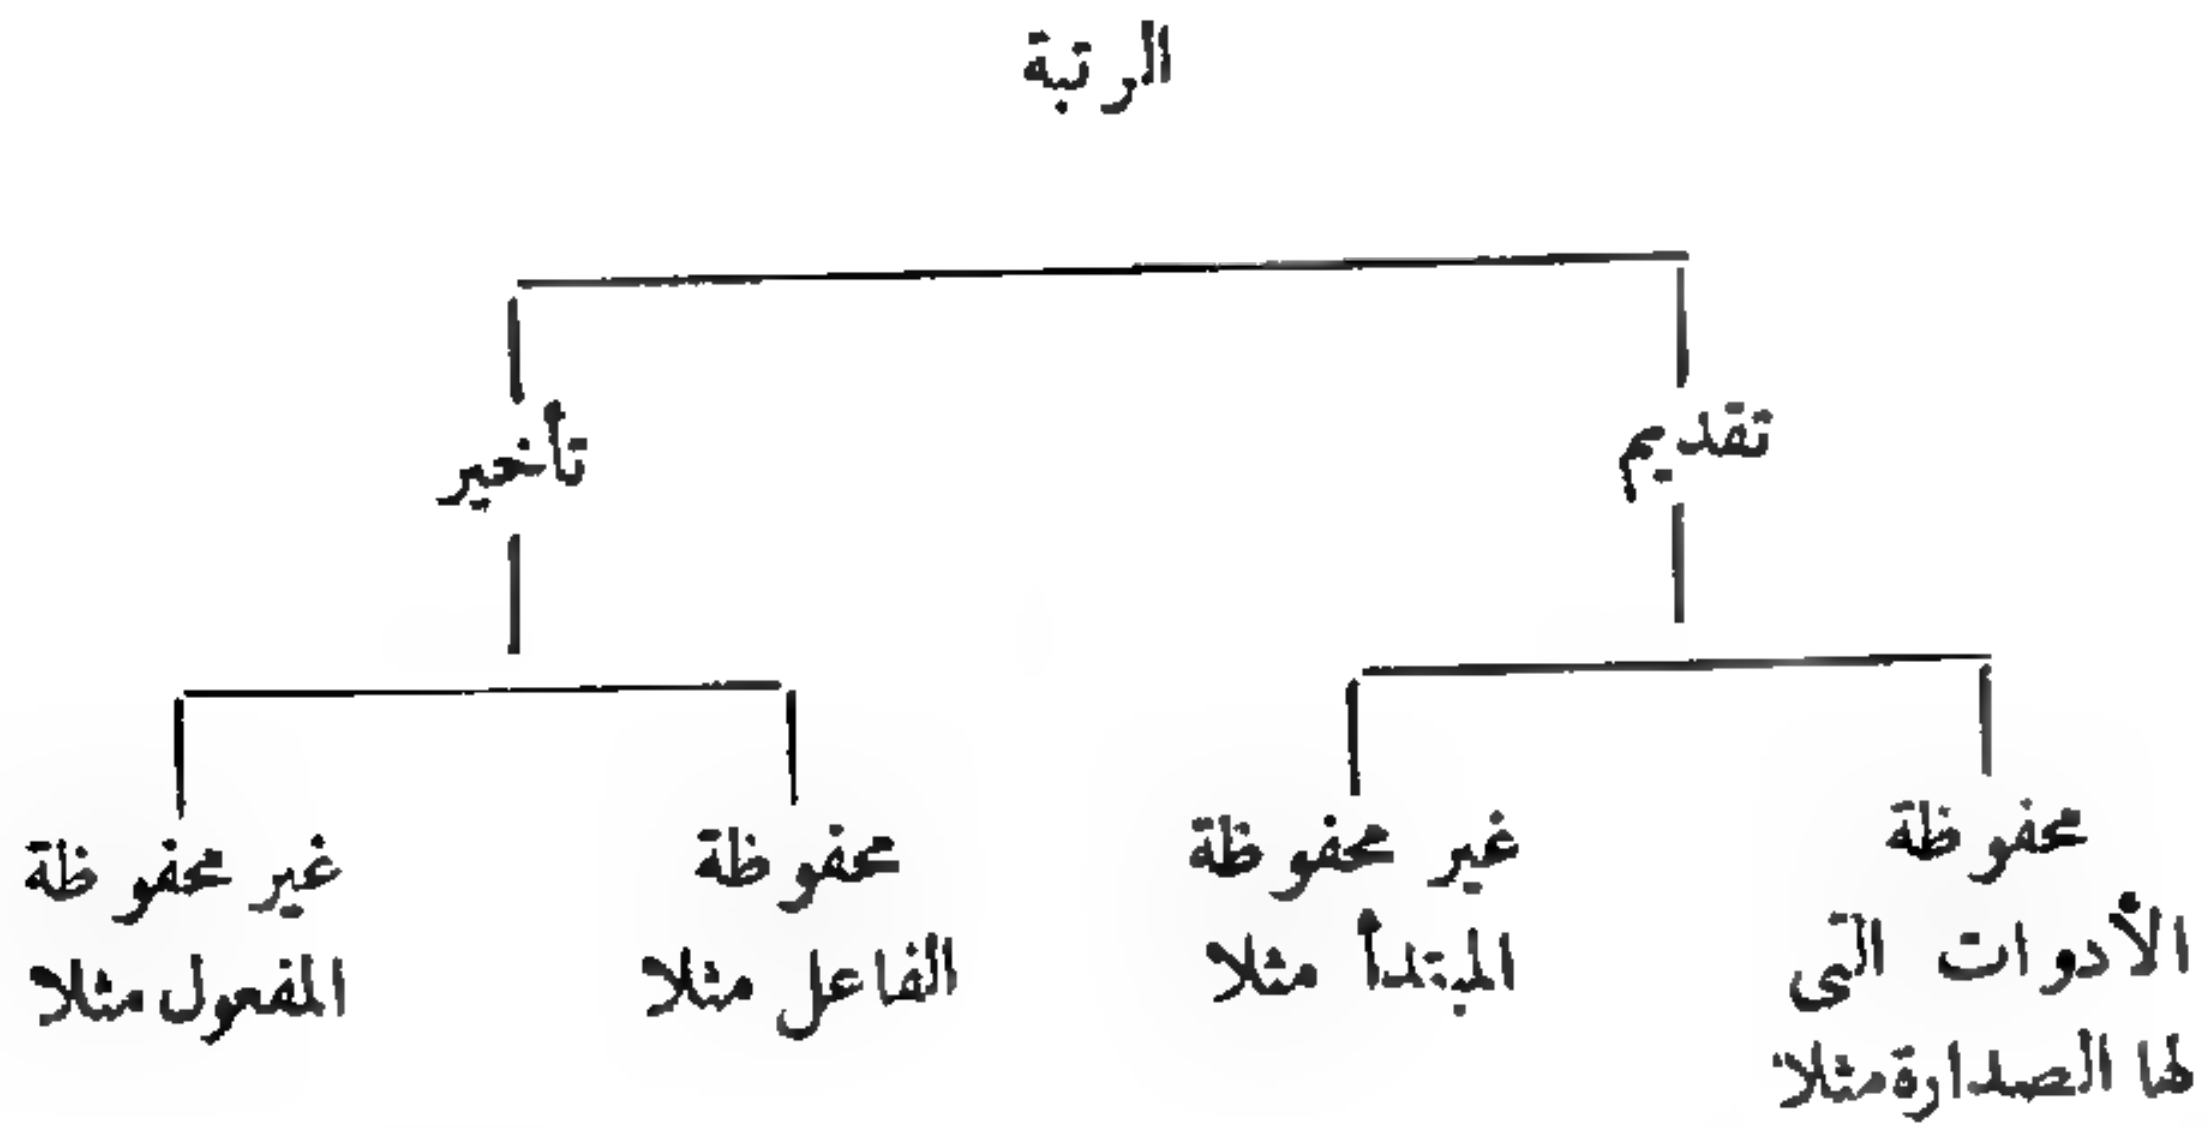 الرتبة
تقديم
تأخير
محفوظة
الأدوات التى
لها الصدارة مثلا
غير محفوظة
المبتدأ مثلا
محفوظة
الفاعل مثلا
غير محفوظة
المفعول مثلا